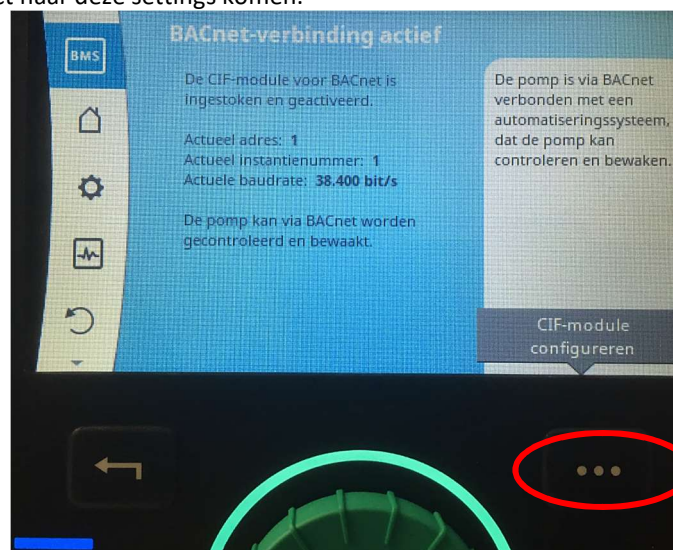 et naar deze settings komen.
BACnet-verbinding actief
BMS
De CIF-module voor BACnet is
ingestoken en geactiveerd.
Actueel adres: 1
Actueel instantienummer: 1
Actuele baudrate: 38.400 bit/s
De pomp kan via BACnet worden
gecontroleerd en bewaakt.
De pomp is via BACnet
verbonden met een
automatiseringssysteem,
dat de pomp kan
controleren en bewaken.
CIF-module
configureren